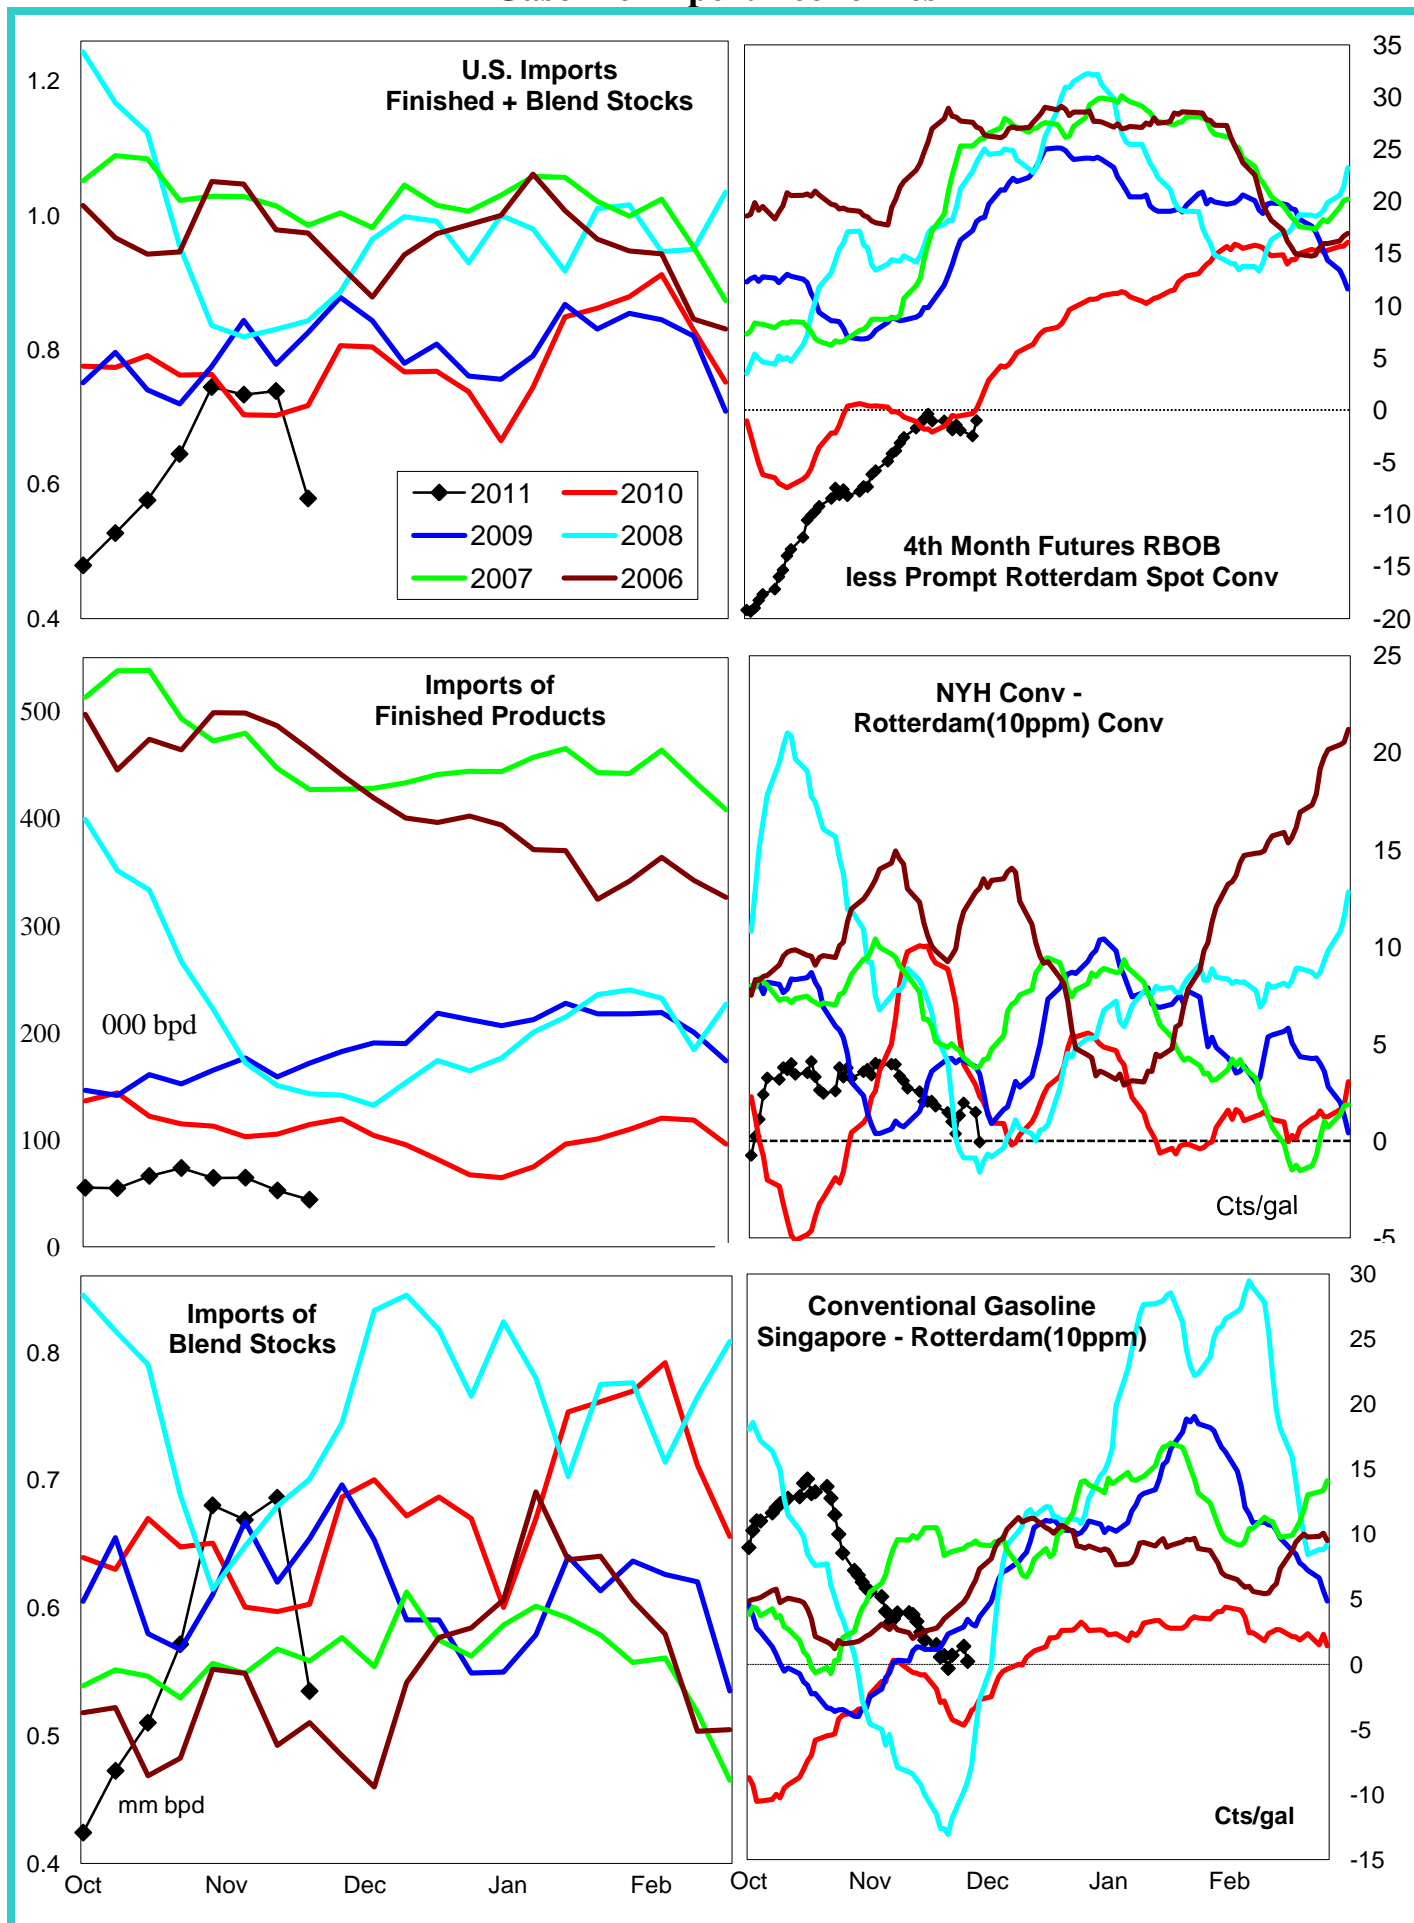 U.S. Imports
Finished + Blend Stocks
1.2
1.0
0.8
0.6
0.4
2011
2010
2009
2008
2007
2006
35
30
25
20
15
10
5
0
-5
-10
-15
-20
4th Month Futures RBOB
less Prompt Rotterdam Spot Conv
Imports of
Finished Products
500
400
300
200
100
0
000 bpd
NYH Conv -
Rotterdam(10ppm) Conv
25
20
15
10
5
0
-5
Cts/gal
Imports of
Blend Stocks
0.8
0.7
0.6
0.5
0.4
mm bpd
Oct
Nov
Dec
Jan
Feb
Conventional Gasoline
Singapore - Rotterdam(10ppm)
30
25
20
15
10
5
0
-5
-10
-15
Cts/gal
Oct
Nov
Dec
Jan
Feb